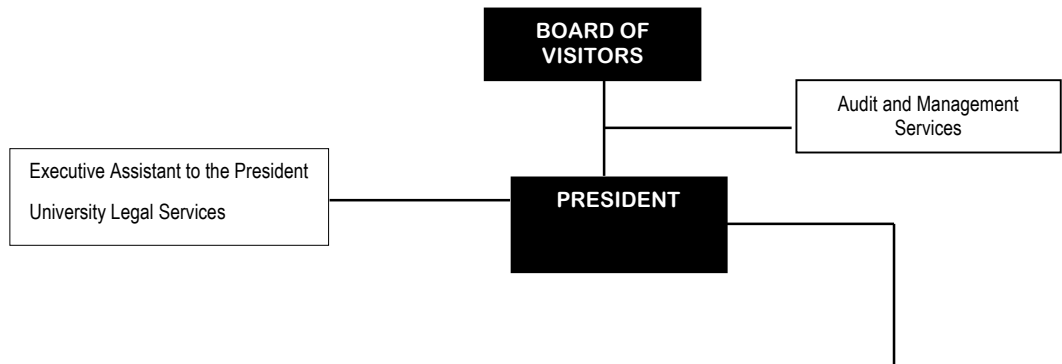 BOARD OF
VISITORS
Audit and Management
Services
Executive Assistant to the President
University Legal Services
PRESIDENT